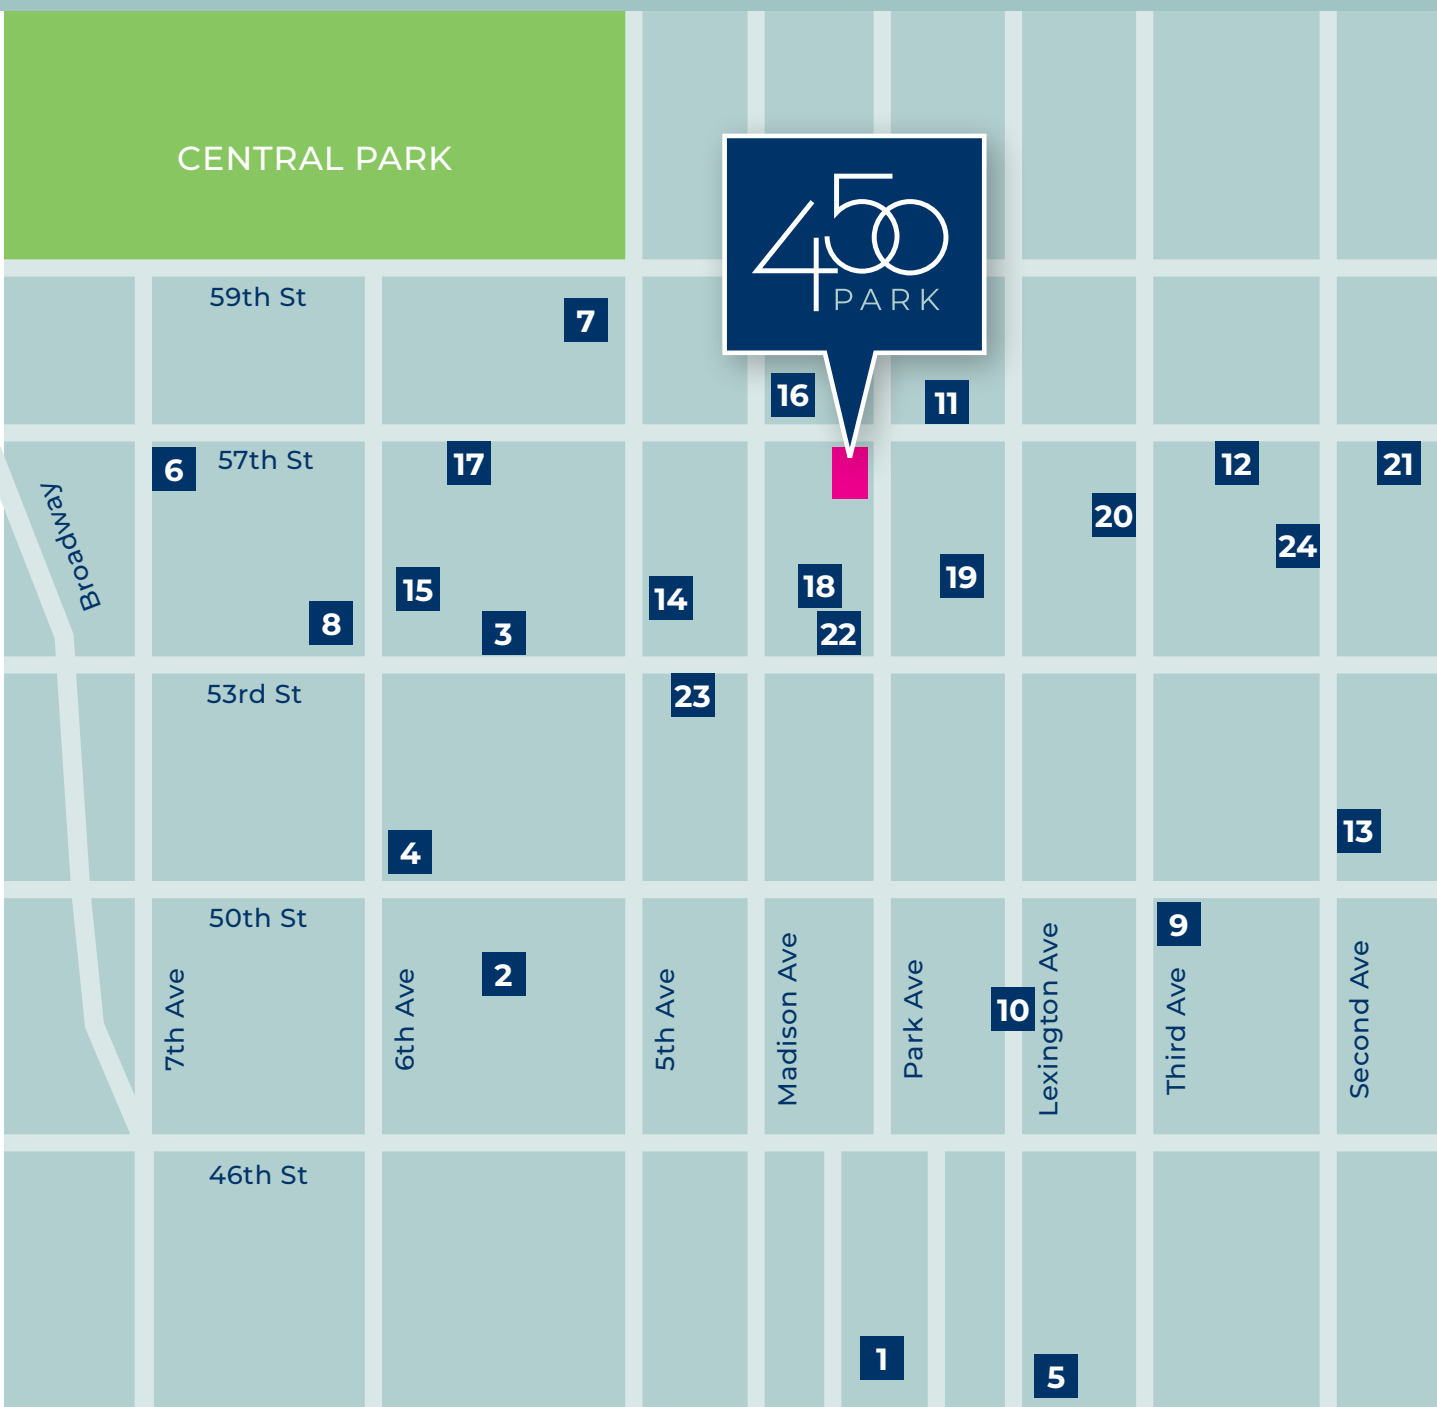 CENTRAL PARK
450
PARK
59th St
7
16
11
6
57th St
17
12
21
Broadway
20
24
15
14
18
19
8
3
22
53rd St
23
4
13
50th St
9
2
10
7th Ave
6th Ave
5th Ave
Madison Ave
Park Ave
Lexington Ave
Third Ave
Second Ave
46th St
1
5